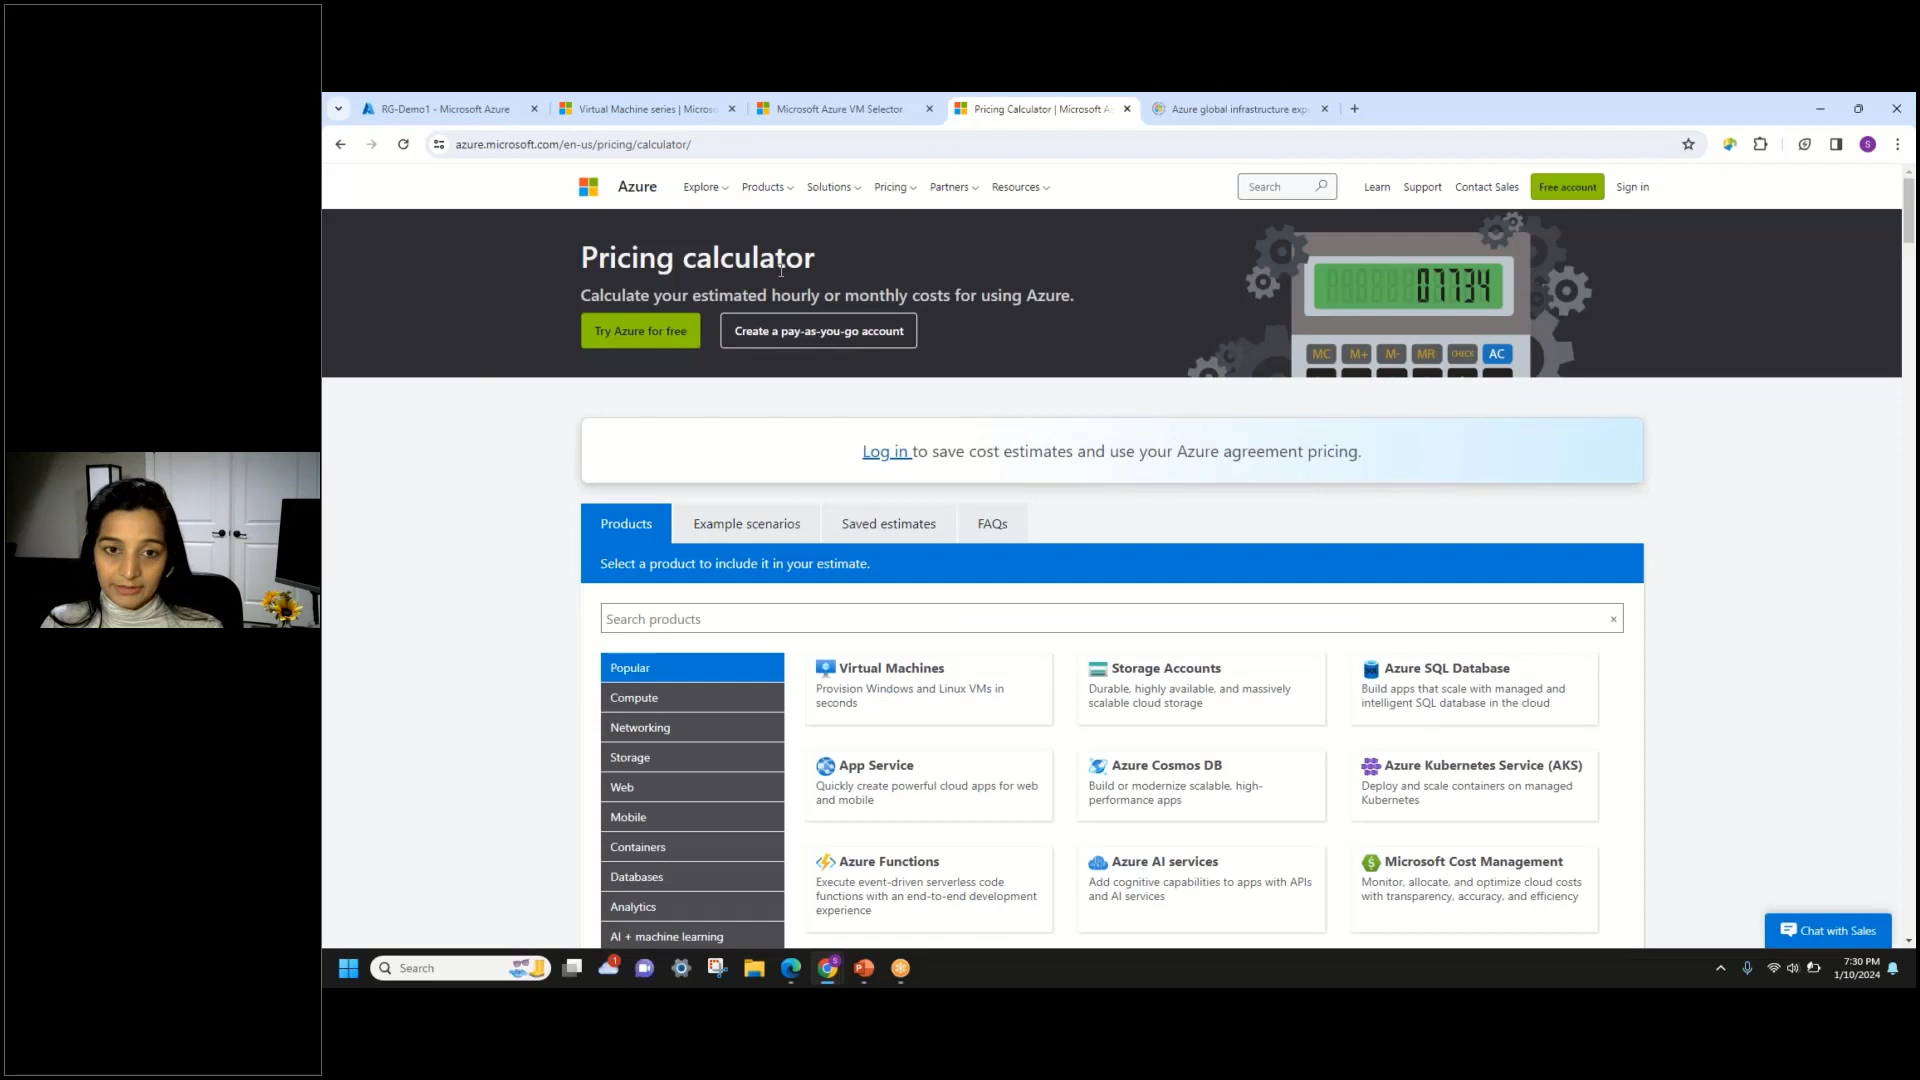 RG-Demo1 - Microsoft Azure
Virtual Machine series | Micros
Microsoft Azure VM Selector
Pricing Calculator | Microsoft A
Azure global infrastructure exp
azure.microsoft.com/en-us/pricing/calculator/
S
Azure
Explore
Products
Solutions
Pricing
Partners
Resources
Search
Learn
Support
Contact Sales
Free account
Sign in
Pricing calculator
Calculate your estimated hourly or monthly costs for using Azure.
Try Azure for free
Create a pay-as-you-go account
07734
MC M+ M- MR CHECK AC
Log in to save cost estimates and use your Azure agreement pricing.
Products
Example scenarios
Saved estimates
FAQs
Select a product to include it in your estimate.
Search products
Popular
Compute
Networking
Storage
Web
Mobile
Containers
Databases
Analytics
AI + machine learning
Virtual Machines
Provision Windows and Linux VMs in
seconds
Storage Accounts
Durable, highly available, and massively
scalable cloud storage
Azure SQL Database
Build apps that scale with managed and
intelligent SQL database in the cloud
App Service
Quickly create powerful cloud apps for web
and mobile
Azure Cosmos DB
Build or modernize scalable, high-
performance apps
Azure Kubernetes Service (AKS)
Deploy and scale containers on managed
Kubernetes
Azure Functions
Execute event-driven serverless code
functions with an end-to-end development
experience
Azure AI services
Add cognitive capabilities to apps with APIs
and AI services
Microsoft Cost Management
Monitor, allocate, and optimize cloud costs
with transparency, accuracy, and efficiency
Chat with Sales
Search
1
7:30 PM
1/10/2024